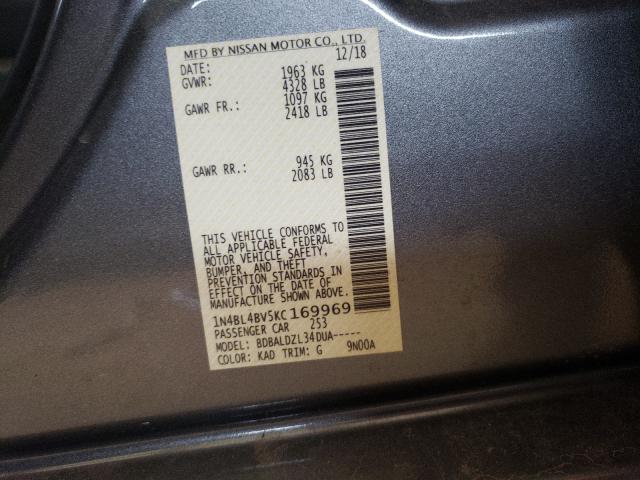 MFD BY NISSAN MOTOR CO., LTD.
DATE: 12/18
GVWR: 1963 KG
4328 LB
GAWR FR.: 1097 KG
2418 LB
GAWR RR.: 945 KG
2083 LB
THIS VEHICLE CONFORMS TO
ALL APPLICABLE FEDERAL
MOTOR VEHICLE SAFETY,
BUMPER, AND THEFT
PREVENTION STANDARDS IN
EFFECT ON THE DATE OF
MANUFACTURE SHOWN ABOVE.
1N4BL4BV5KC169969
PASSENGER CAR 253
MODEL: BDBALDZL34DUA-----
COLOR: KAD TRIM: G 9N00A